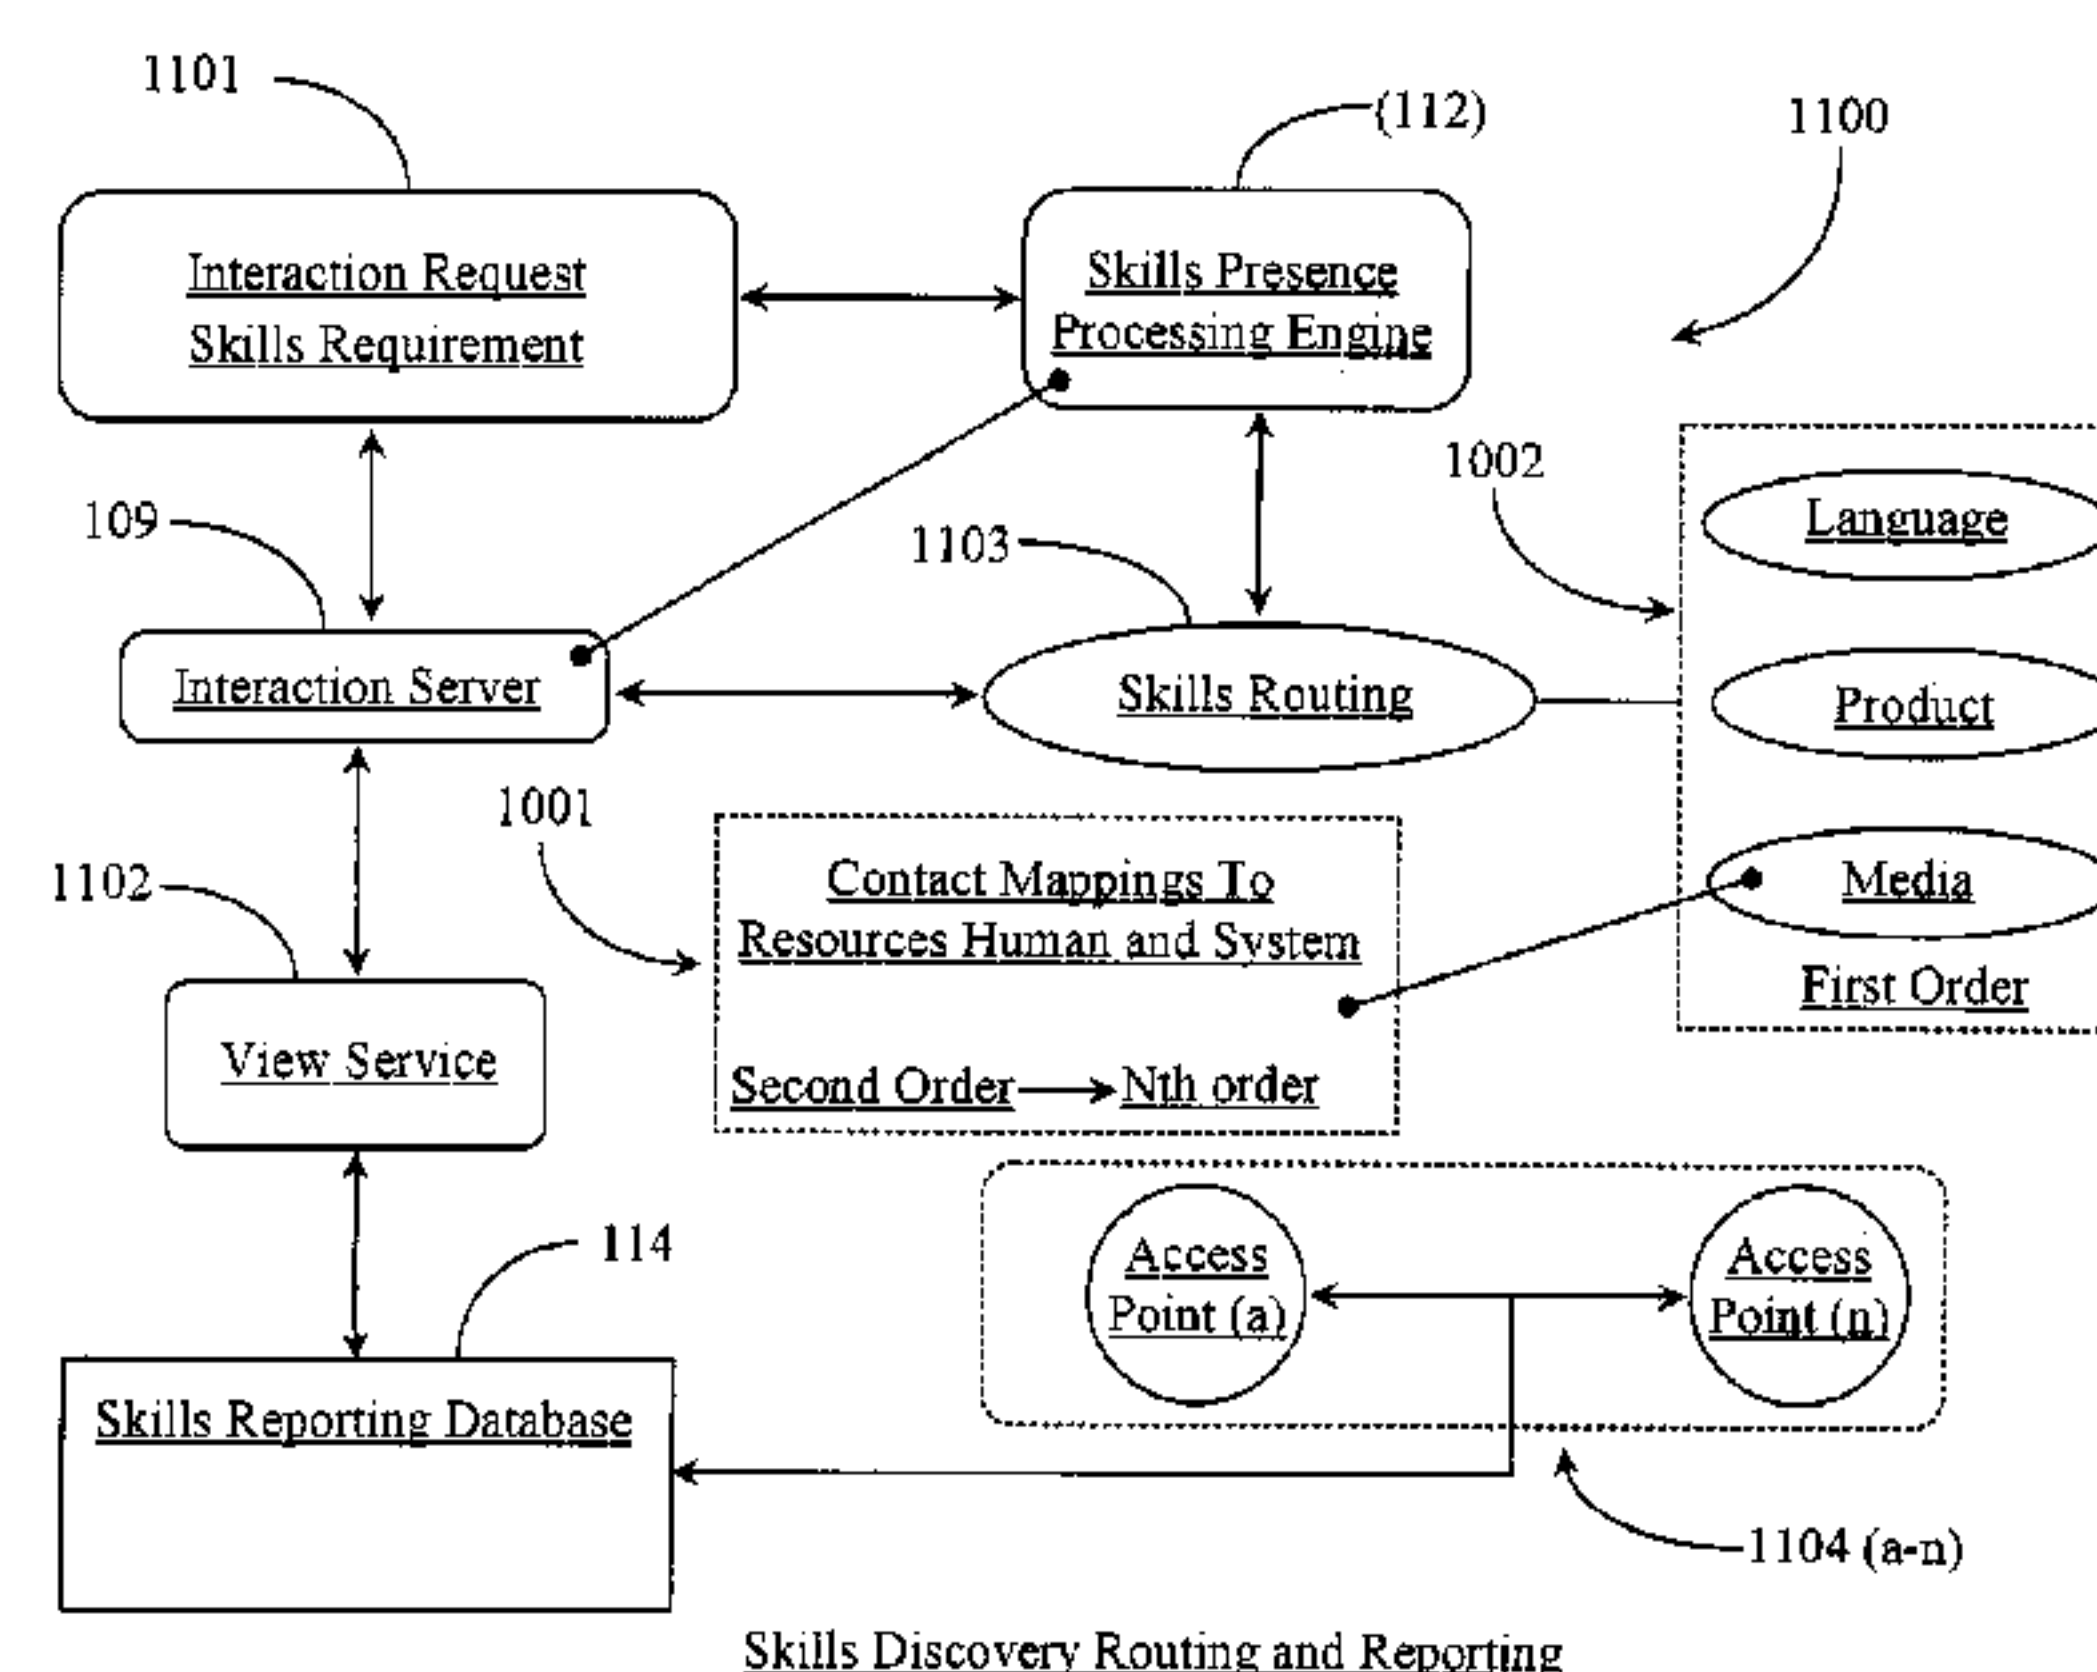 1101
(112)
1100
Interaction Request
Skills Requirement
Skills Presence
Processing Engine
1002
Language
109
1103
Interaction Server
Skills Routing
Product
1001
1102
Contact Mappings To
Resources Human and System
Media
First Order
View Service
Second Order
Nth order
114
Access
Point (a)
Access
Point (n)
Skills Reporting Database
1104 (a-n)
Skills Discovery Routing and Reporting